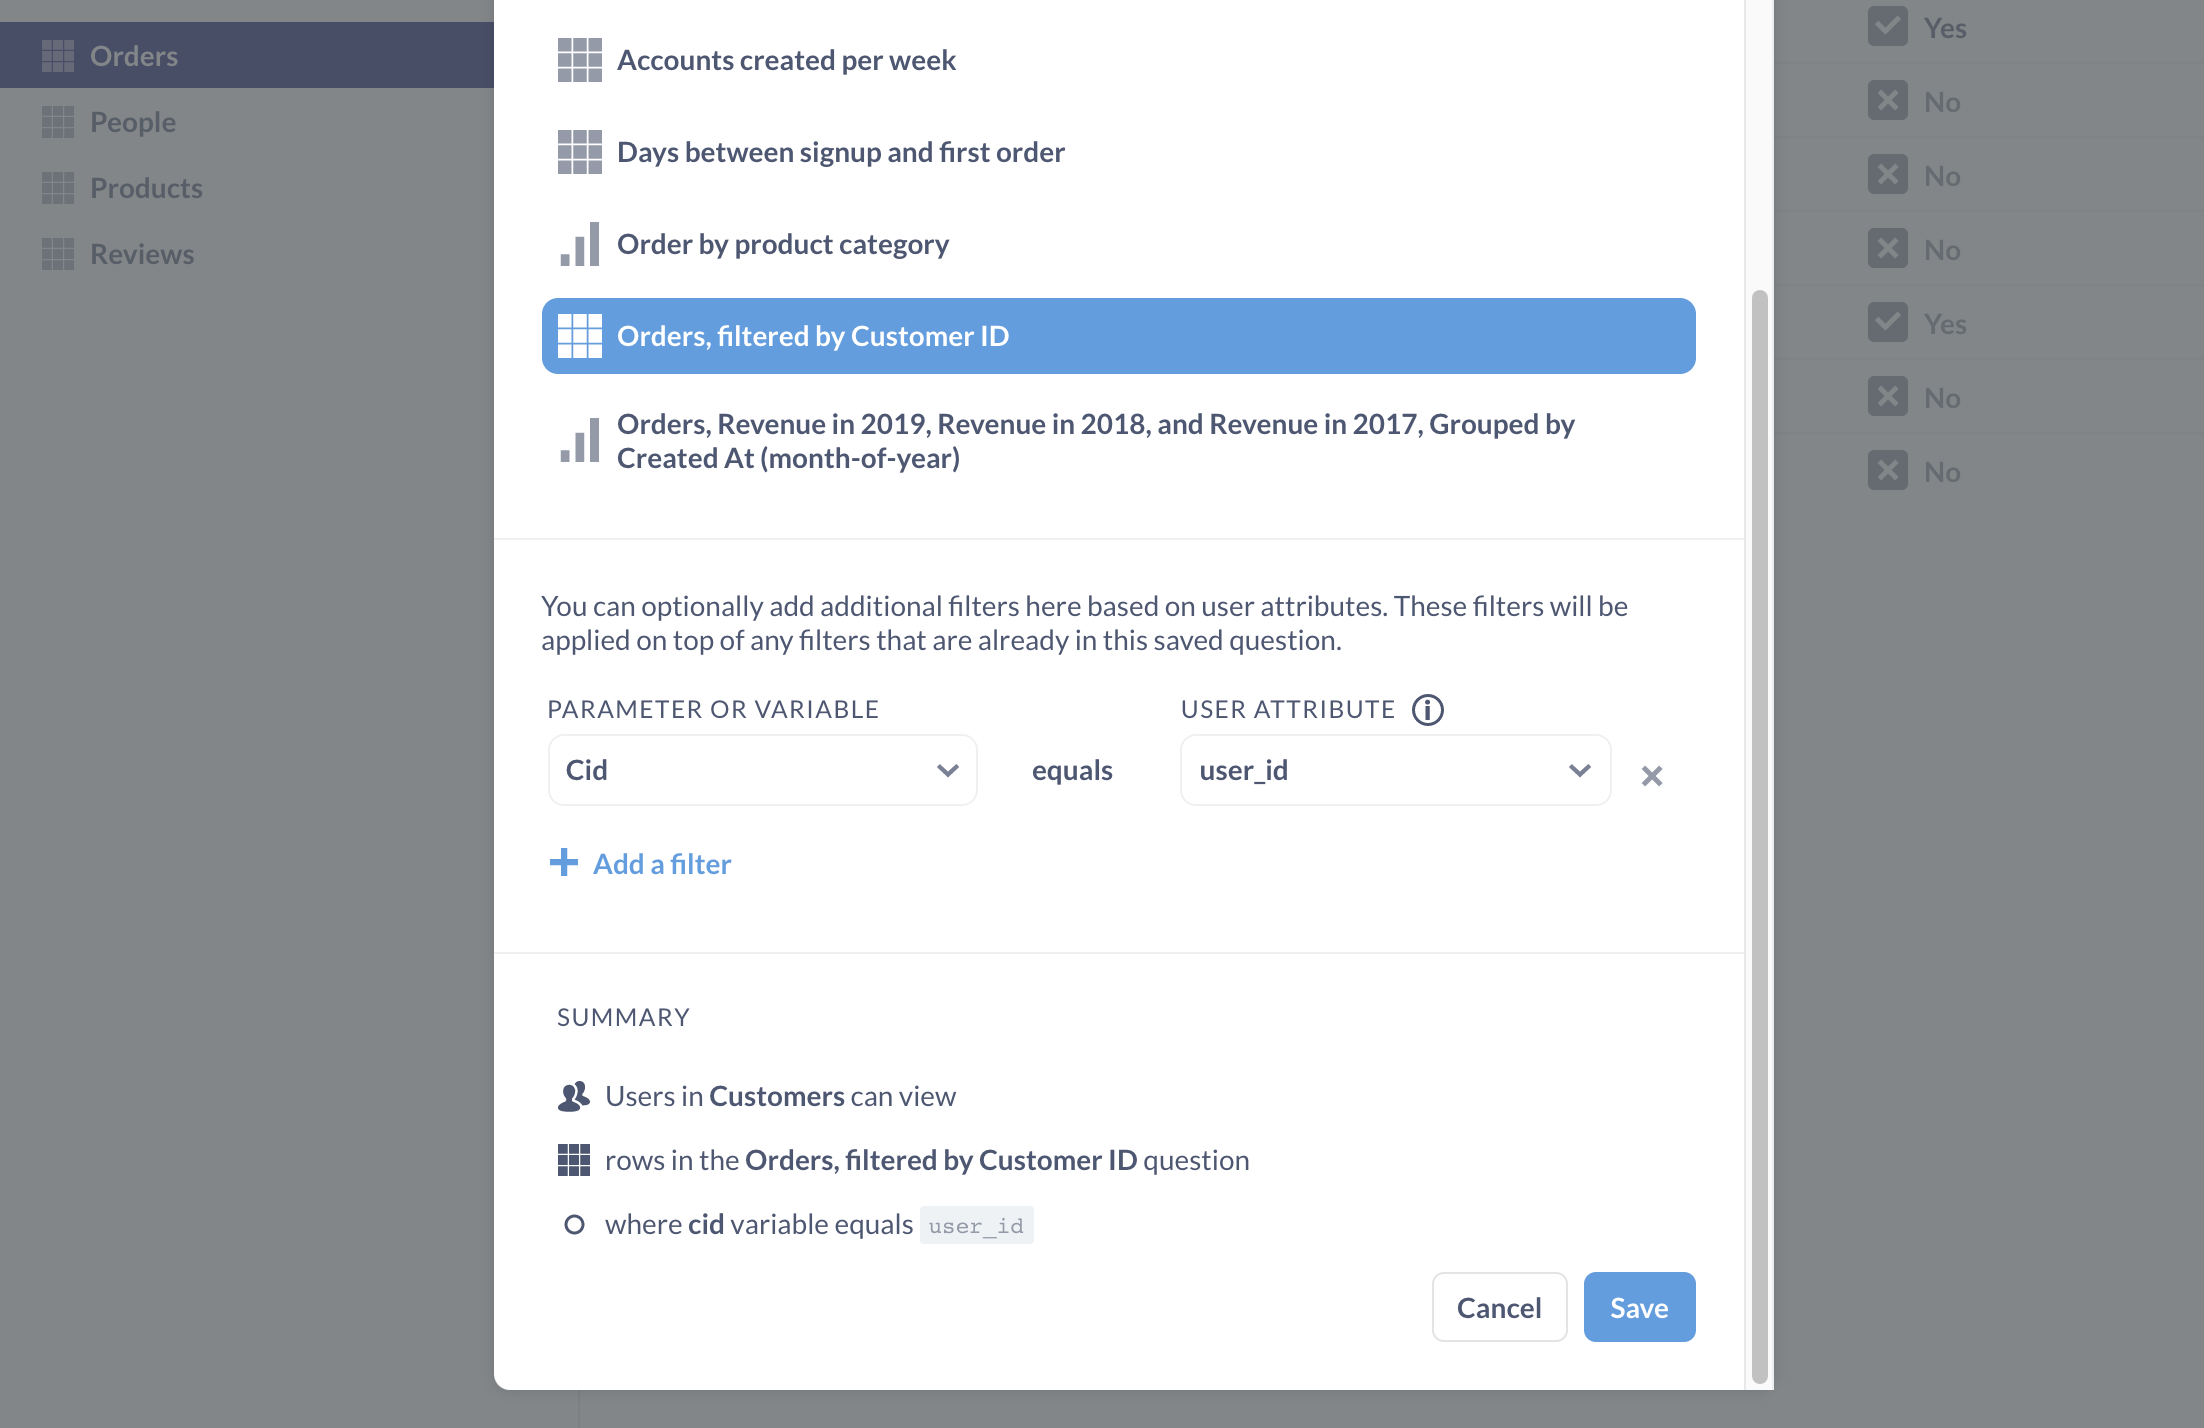 Orders
People
Products
Reviews
Accounts created per week
Days between signup and first order
Order by product category
Orders, filtered by Customer ID
Orders, Revenue in 2019, Revenue in 2018, and Revenue in 2017, Grouped by
Created At (month-of-year)
You can optionally add additional filters here based on user attributes. These filters will be
applied on top of any filters that are already in this saved question.
PARAMETER OR VARIABLE
USER ATTRIBUTE
Cid
equals
user_id
Add a filter
SUMMARY
Users in Customers can view
rows in the Orders, filtered by Customer ID question
where cid variable equals user_id
Cancel
Save
Yes
No
No
No
Yes
No
No